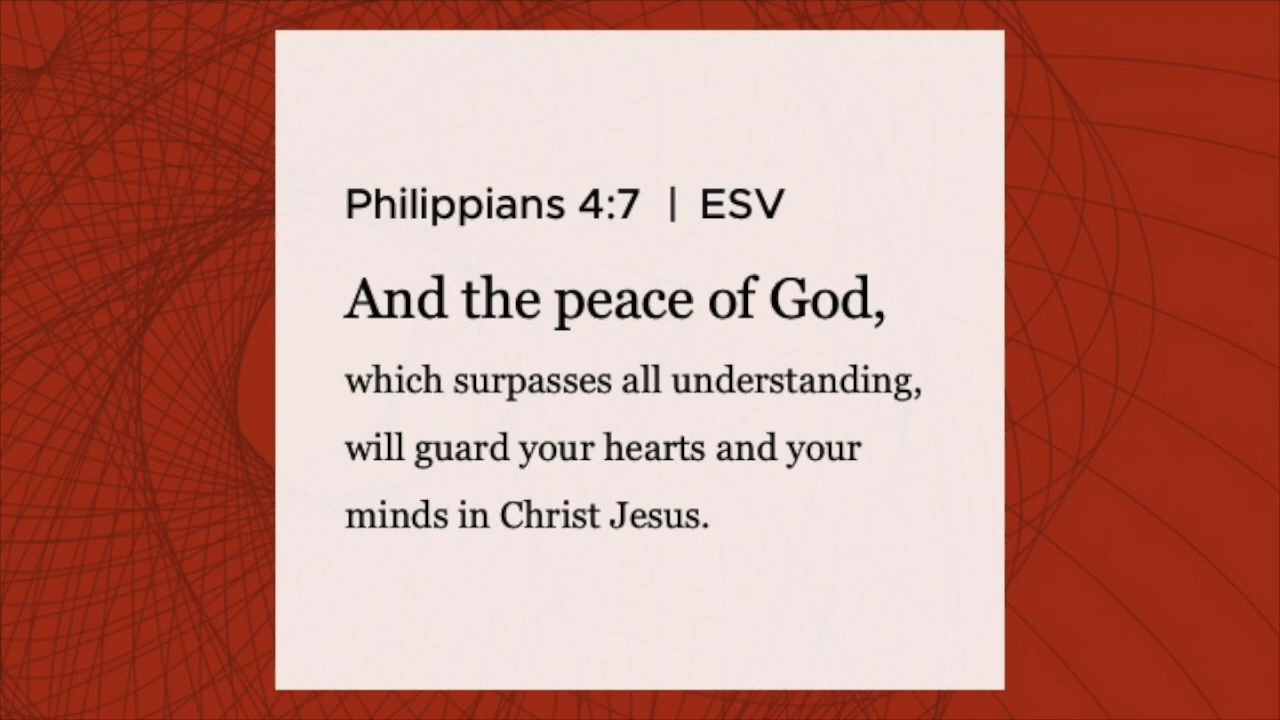 Philippians 4:7 | ESV
And the peace of God,
which surpasses all understanding,
will guard your hearts and your
minds in Christ Jesus.